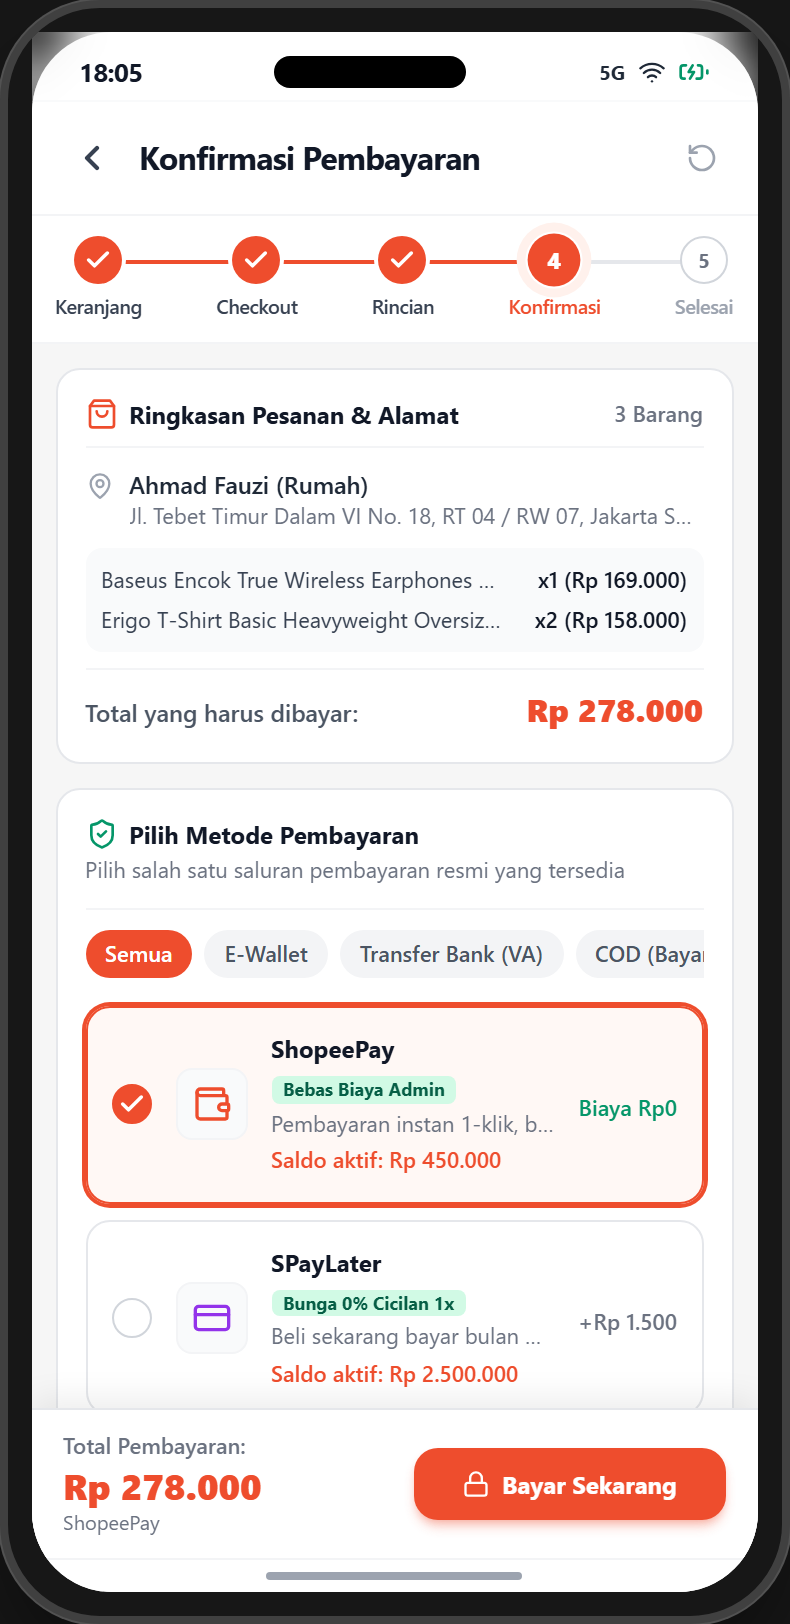 18:05
5G
Konfirmasi Pembayaran
4
5
Keranjang
Checkout
Rincian
Konfirmasi
Selesai
Ringkasan Pesanan & Alamat
3 Barang
Ahmad Fauzi (Rumah)
Jl. Tebet Timur Dalam VI No. 18, RT 04 / RW 07, Jakarta S...
Baseus Encok True Wireless Earphones ...
x1 (Rp 169.000)
Erigo T-Shirt Basic Heavyweight Oversiz...
x2 (Rp 158.000)
Total yang harus dibayar:
Rp 278.000
Pilih Metode Pembayaran
Pilih salah satu saluran pembayaran resmi yang tersedia
Semua
E-Wallet
Transfer Bank (VA)
COD (Baya
ShopeePay
Bebas Biaya Admin
Pembayaran instan 1-klik, b...
Saldo aktif: Rp 450.000
Biaya Rp0
SPayLater
Bunga 0% Cicilan 1x
Beli sekarang bayar bulan ...
Saldo aktif: Rp 2.500.000
+Rp 1.500
Total Pembayaran:
Rp 278.000
ShopeePay
Bayar Sekarang